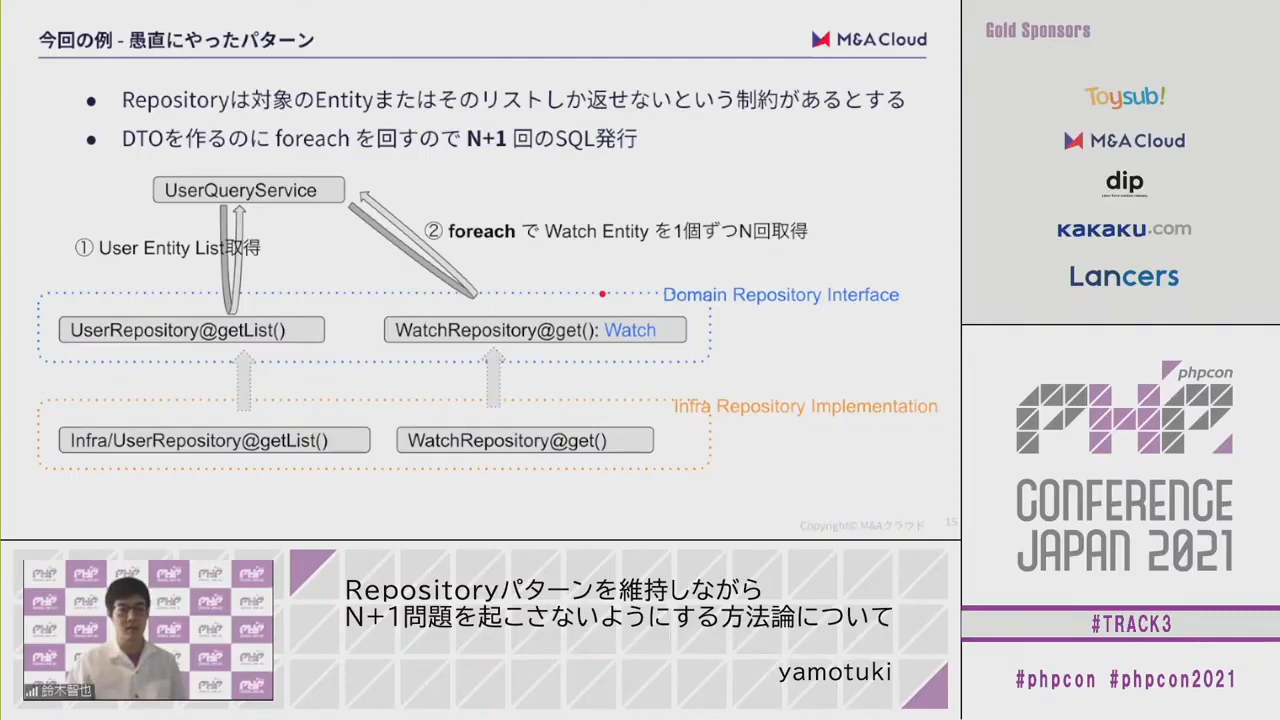 今回の例 - 愚直にやったパターン
M&A Cloud
● Repositoryは対象のEntityまたはそのリストしか返せないという制約があるとする
● DTOを作るのに foreach を回すので N+1 回のSQL発行
UserQueryService
① User Entity List取得
② foreach で Watch Entity を1個ずつN回取得
Domain Repository Interface
UserRepository@getList()
WatchRepository@get(): Watch
Infra Repository Implementation
Infra/UserRepository@getList()
WatchRepository@get()
Copyright© M&Aクラウド
15
Gold Sponsors
Toysub!
M&A Cloud
dip
kakaku.com
Lancers
phpcon
PHP
CONFERENCE
JAPAN 2021
#TRACK3
#phpcon #phpcon2021
Repositoryパターンを維持しながら
N+1問題を起こさないようにする方法論について
yamotuki
鈴木智也